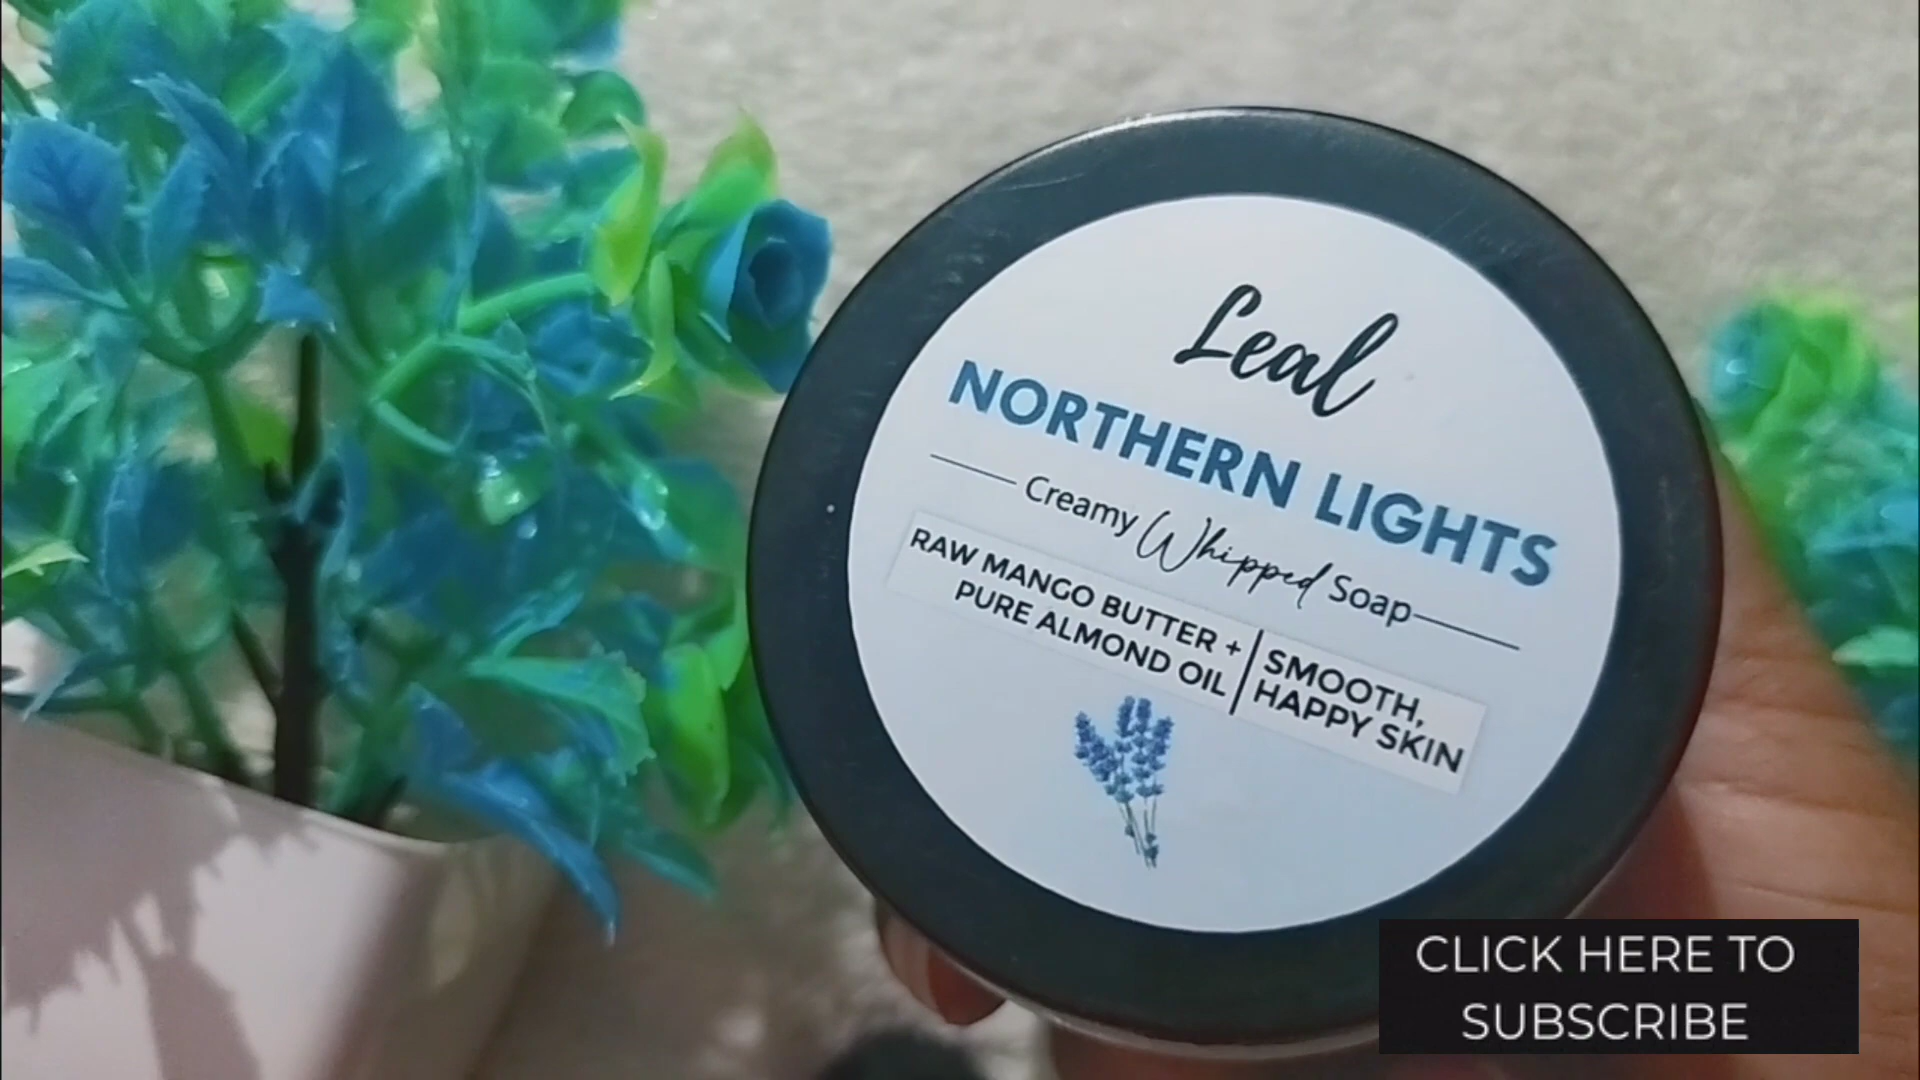 Leal
NORTHERN LIGHTS
Creamy Whipped Soap
RAW MANGO BUTTER +
PURE ALMOND OIL
SMOOTH,
HAPPY SKIN
CLICK HERE TO
SUBSCRIBE